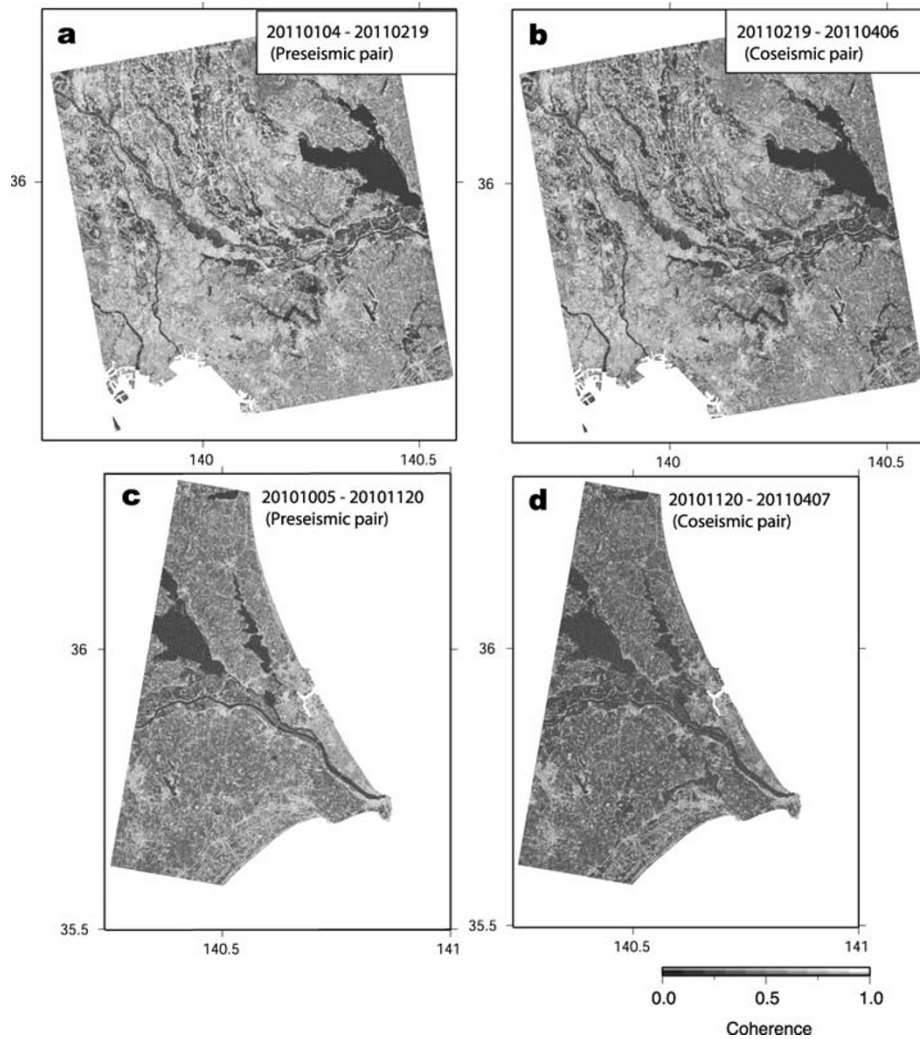 a
20110104 - 20110219
(Preseismic pair)
b
20110219 - 20110406
(Coseismic pair)
36
36
140
140.5
140
140.5
c
20101005 - 20101120
(Preseismic pair)
d
20101120 - 20110407
(Coseismic pair)
36
36
35.5
35.5
140.5
141
140.5
141
0.0
0.5
1.0
Coherence